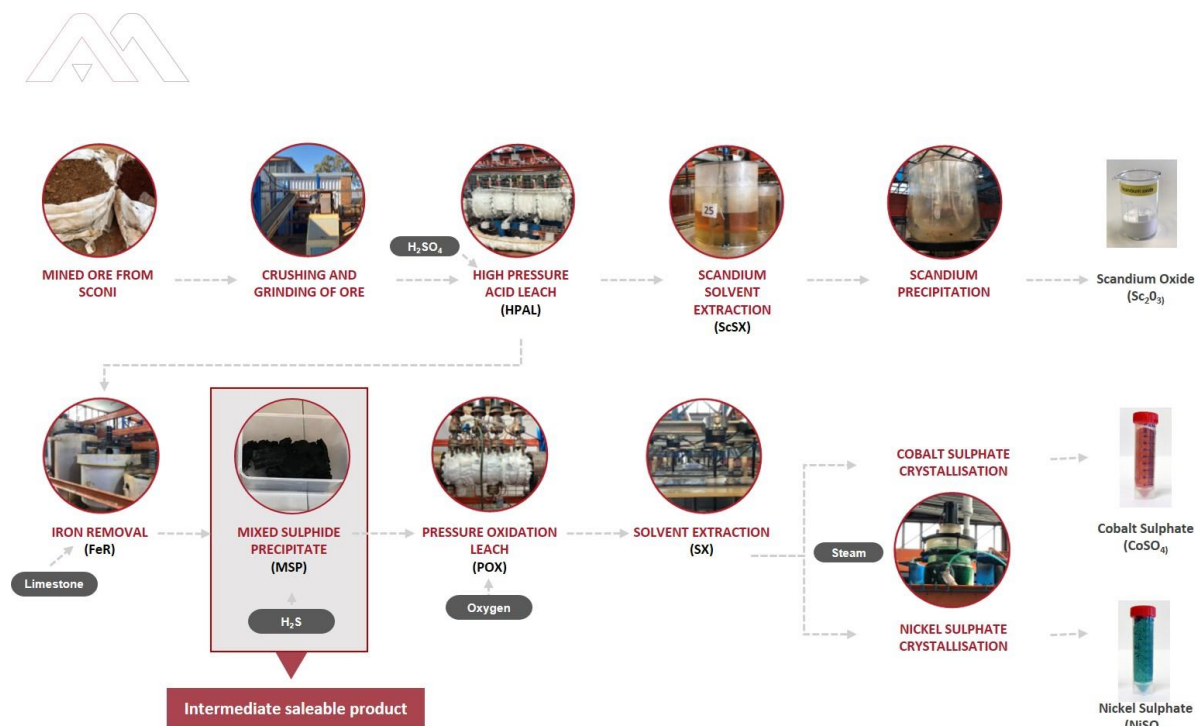 H₂SO₄
MINED ORE FROM
SCONI
CRUSHING AND
GRINDING OF ORE
HIGH PRESSURE
ACID LEACH
(HPAL)
25
SCANDIUM
SOLVENT
EXTRACTION
(ScSX)
SCANDIUM
PRECIPITATION
Scandium oxide
Scandium Oxide
(Sc₂0₃)
IRON REMOVAL
(FeR)
Limestone
MIXED SULPHIDE
PRECIPITATE
(MSP)
H₂S
Intermediate saleable product
PRESSURE OXIDATION
LEACH
(POX)
Oxygen
SOLVENT EXTRACTION
(SX)
Steam
COBALT SULPHATE
CRYSTALLISATION
Cobalt Sulphate
(CoSO₄)
NICKEL SULPHATE
CRYSTALLISATION
Nickel Sulphate
(NiSO